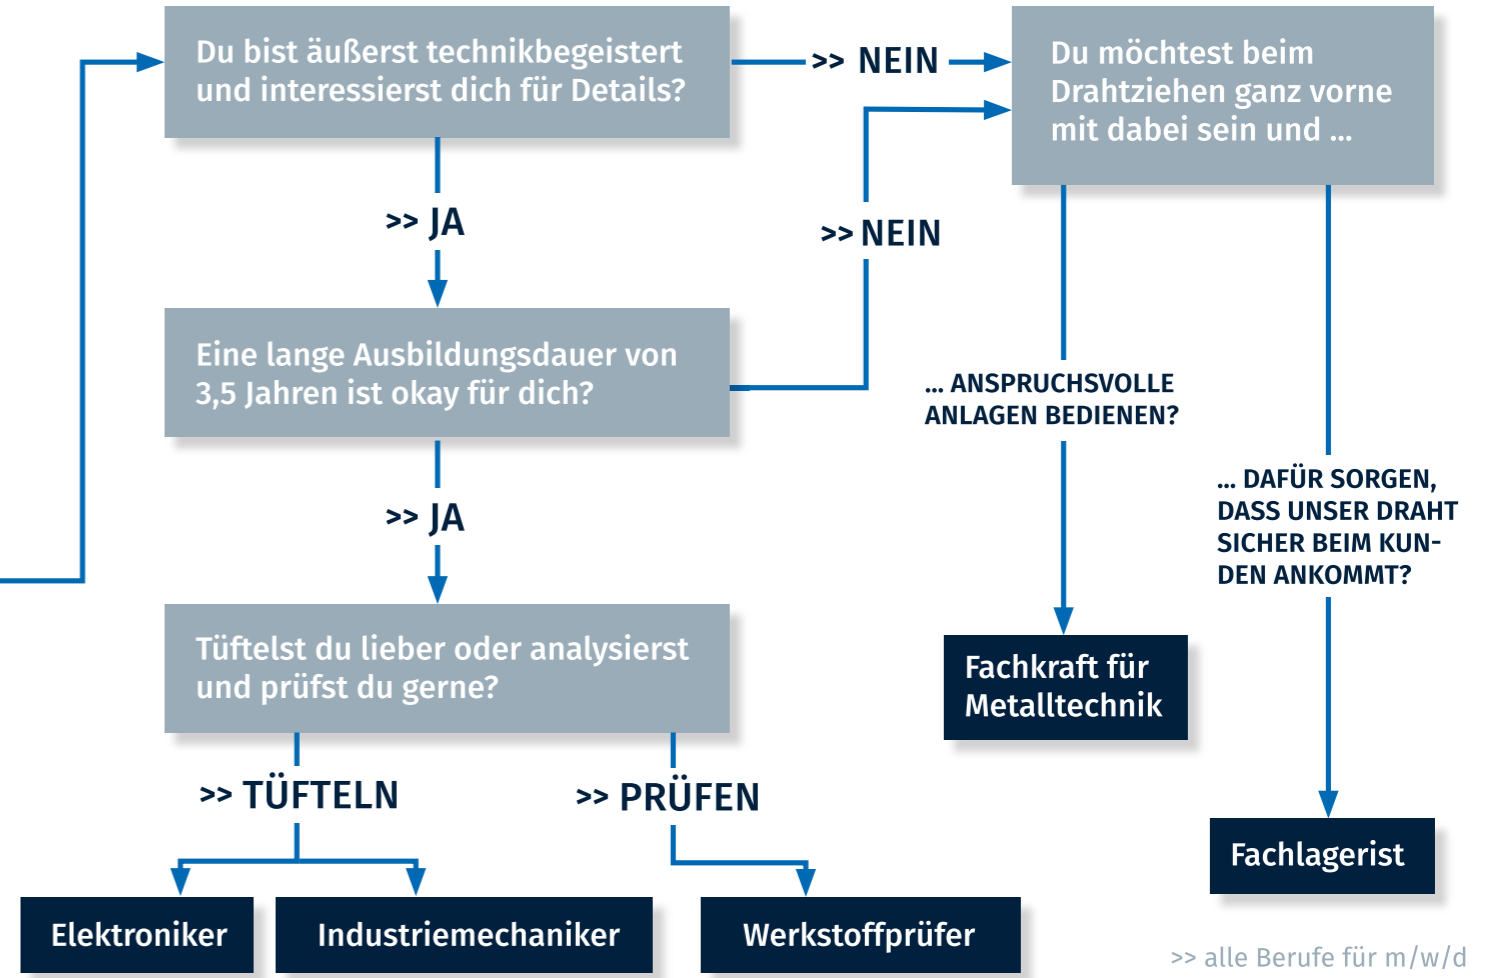 Du bist äußerst technikbegeistert
und interessierst dich für Details?
>> NEIN
Du möchtest beim
Drahtziehen ganz vorne
mit dabei sein und ...
>> JA
>> NEIN
Eine lange Ausbildungsdauer von
3,5 Jahren ist okay für dich?
... ANSPRUCHSVOLLE
ANLAGEN BEDIENEN?
... DAFÜR SORGEN,
DASS UNSER DRAHT
SICHER BEIM KUN-
DEN ANKOMMT?
>> JA
Tüftelst du lieber oder analysierst
und prüfst du gerne?
Fachkraft für
Metalltechnik
>> TÜFTELN
>> PRÜFEN
Fachlagerist
Elektroniker
Industriemechaniker
Werkstoffprüfer
>> alle Berufe für m/w/d